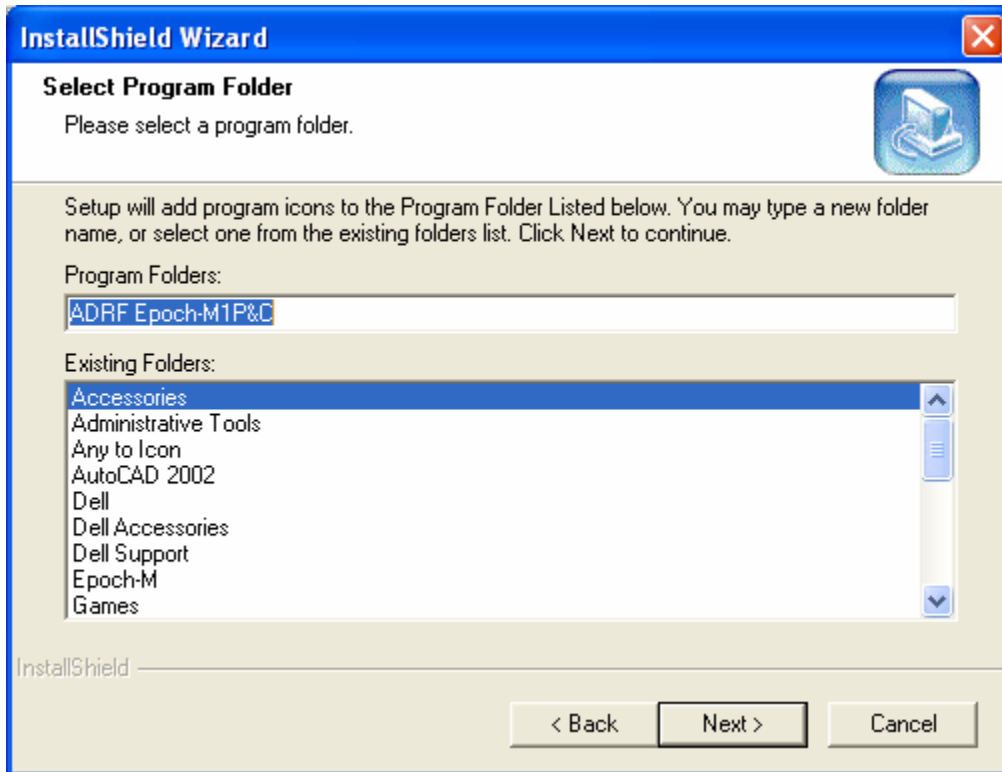 InstallShield Wizard
Select Program Folder
Please select a program folder.
Setup will add program icons to the Program Folder Listed below. You may type a new folder
name, or select one from the existing folders list. Click Next to continue.
Program Folders:
ADRF Epoch-M1P&C
Existing Folders:
Accessories
Administrative Tools
Any to Icon
AutoCAD 2002
Dell
Dell Accessories
Dell Support
Epoch-M
Games
InstallShield
< Back
Next >
Cancel